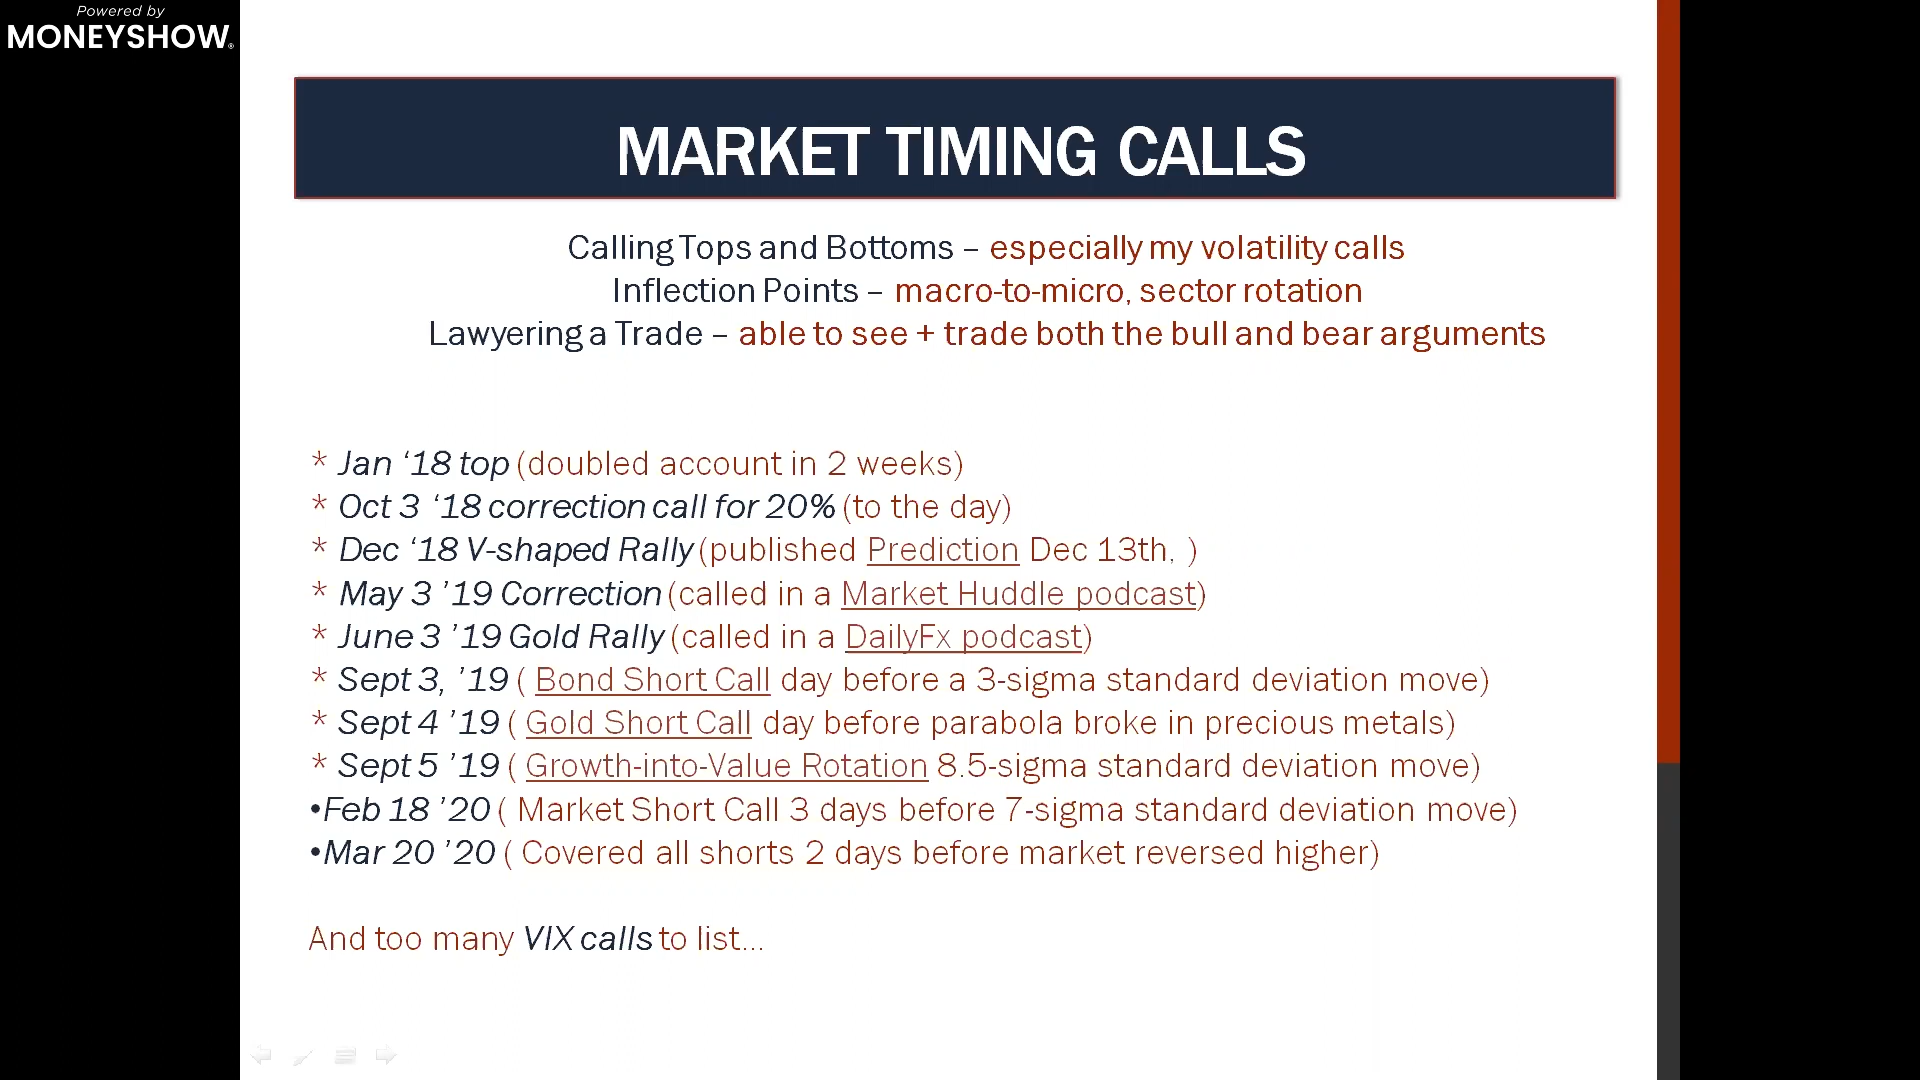 Powered by
MONEYSHOW®
MARKET TIMING CALLS
Calling Tops and Bottoms – especially my volatility calls
Inflection Points – macro-to-micro, sector rotation
Lawyering a Trade – able to see + trade both the bull and bear arguments
* Jan ‘18 top (doubled account in 2 weeks)
* Oct 3 ‘18 correction call for 20% (to the day)
* Dec ‘18 V-shaped Rally (published Prediction Dec 13th, )
* May 3 ’19 Correction (called in a Market Huddle podcast)
* June 3 ’19 Gold Rally (called in a DailyFx podcast)
* Sept 3, ’19 ( Bond Short Call day before a 3-sigma standard deviation move)
* Sept 4 ’19 ( Gold Short Call day before parabola broke in precious metals)
* Sept 5 ’19 ( Growth-into-Value Rotation 8.5-sigma standard deviation move)
•Feb 18 ’20 ( Market Short Call 3 days before 7-sigma standard deviation move)
•Mar 20 ’20 ( Covered all shorts 2 days before market reversed higher)
And too many VIX calls to list...